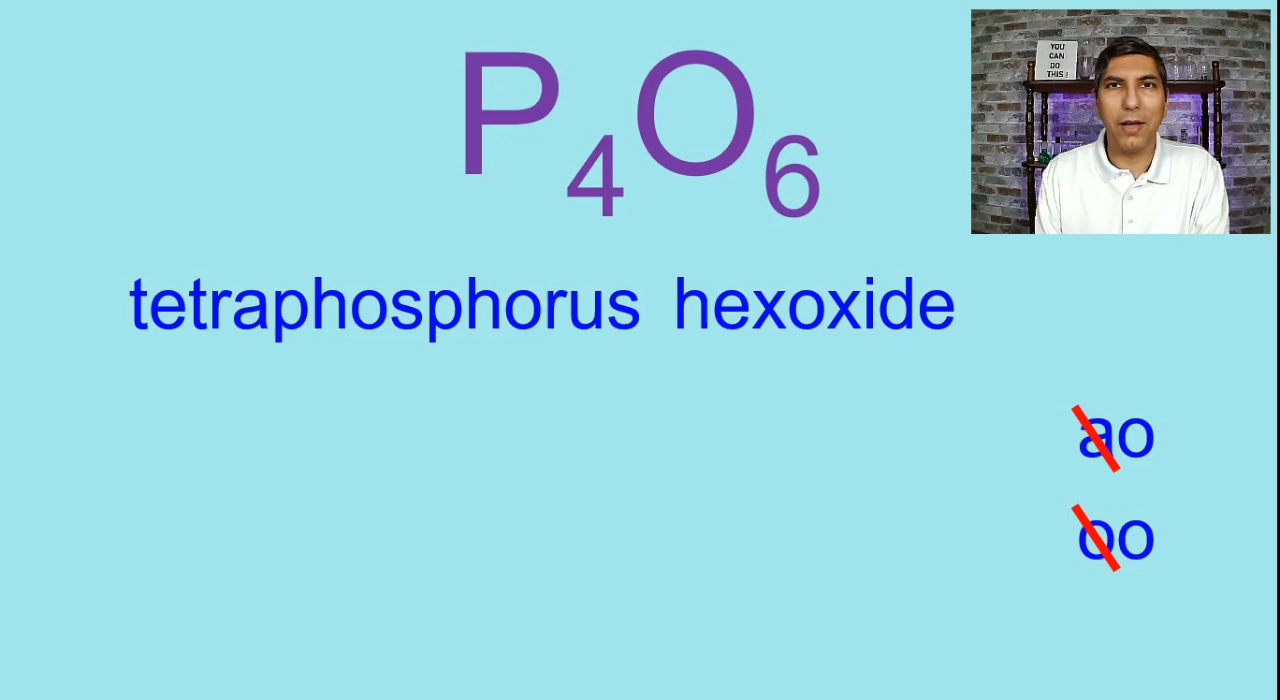 P₄O₆
YOU
CAN
DO
THIS!
tetraphosphorus hexoxide
ao
oo